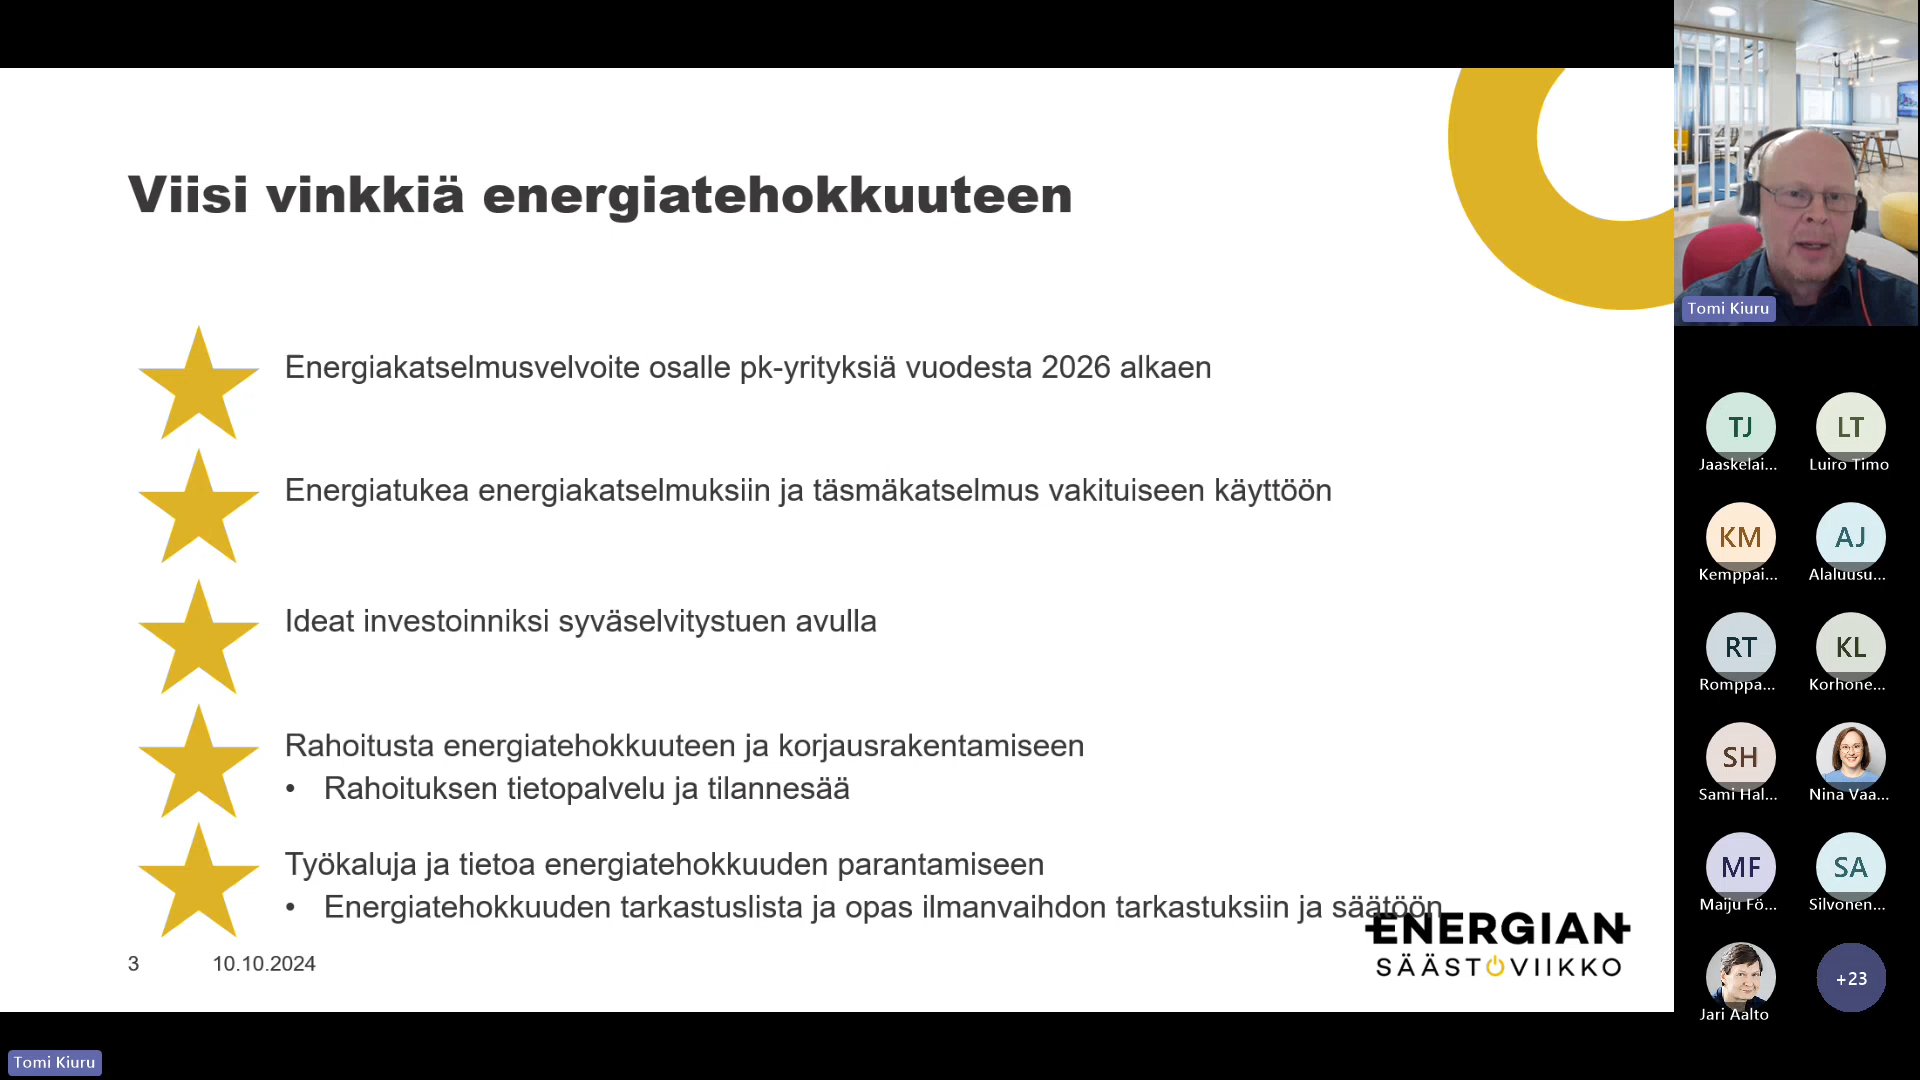 Viisi vinkkiä energiatehokkuuteen
Energiakatselmusvelvoite osalle pk-yrityksiä vuodesta 2026 alkaen
Energiatukea energiakatselmuksiin ja täsmäkatselmus vakituiseen käyttöön
Ideat investoinniksi syväselvitystuen avulla
Rahoitusta energiatehokkuuteen ja korjausrakentamiseen
• Rahoituksen tietopalvelu ja tilannesää
Työkaluja ja tietoa energiatehokkuuden parantamiseen
• Energiatehokkuuden tarkastuslista ja opas ilmanvaihdon tarkastuksiin ja säätöön
ENERGIAN
SÄÄSTÖVIIKKO
3 10.10.2024
Tomi Kiuru
Tomi Kiuru
TJ LT
Jaaskelai... Luiro Timo
KM AJ
Kemppai... Alaluusu...
RT KL
Romppa... Korhone...
SH
Sami Hal... Nina Vaa...
MF SA
Maiju Fö... Silvonen...
+23
Jari Aalto